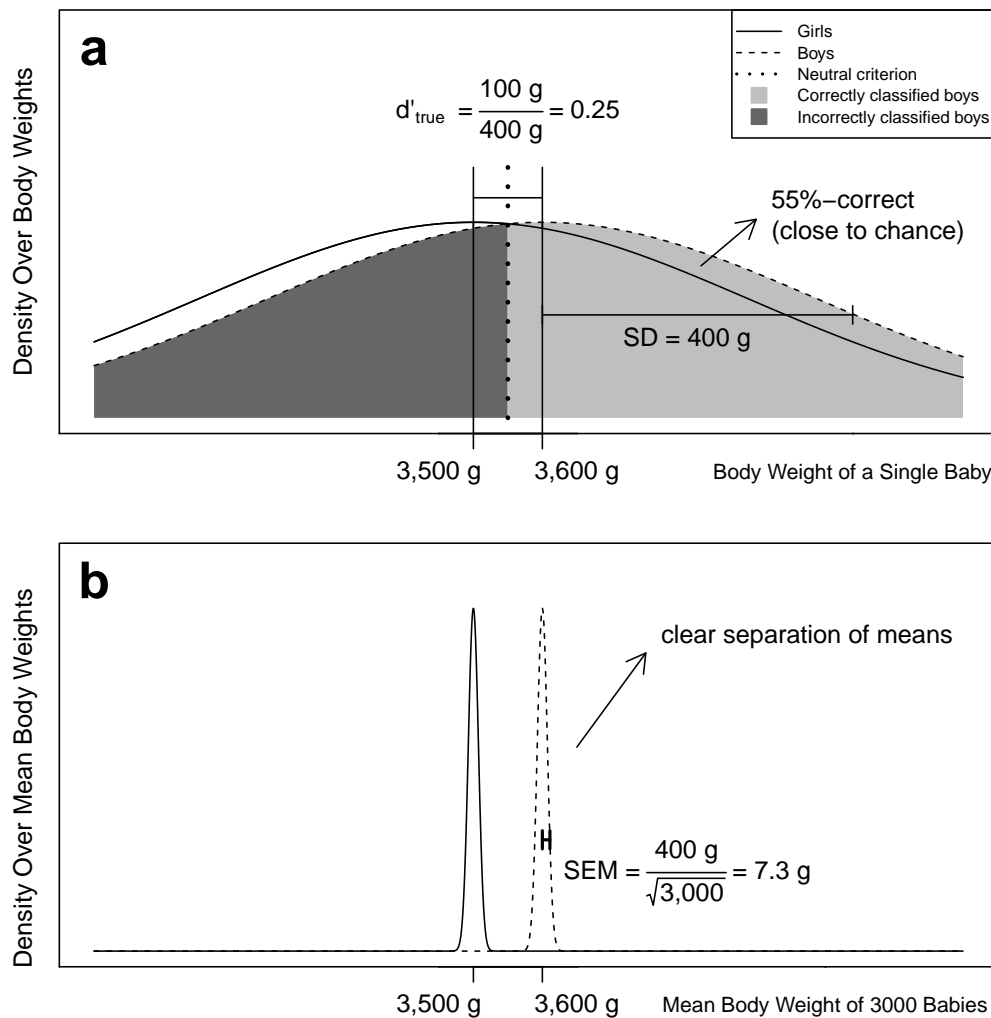 a
Girls
Boys
Neutral criterion
Correctly classified boys
Incorrectly classified boys
d'true = 100 g / 400 g = 0.25
55%−correct
(close to chance)
SD = 400 g
Density Over Body Weights
3,500 g
3,600 g
Body Weight of a Single Baby
b
clear separation of means
SEM = 400 g / √3,000 = 7.3 g
Density Over Mean Body Weights
3,500 g
3,600 g
Mean Body Weight of 3000 Babies